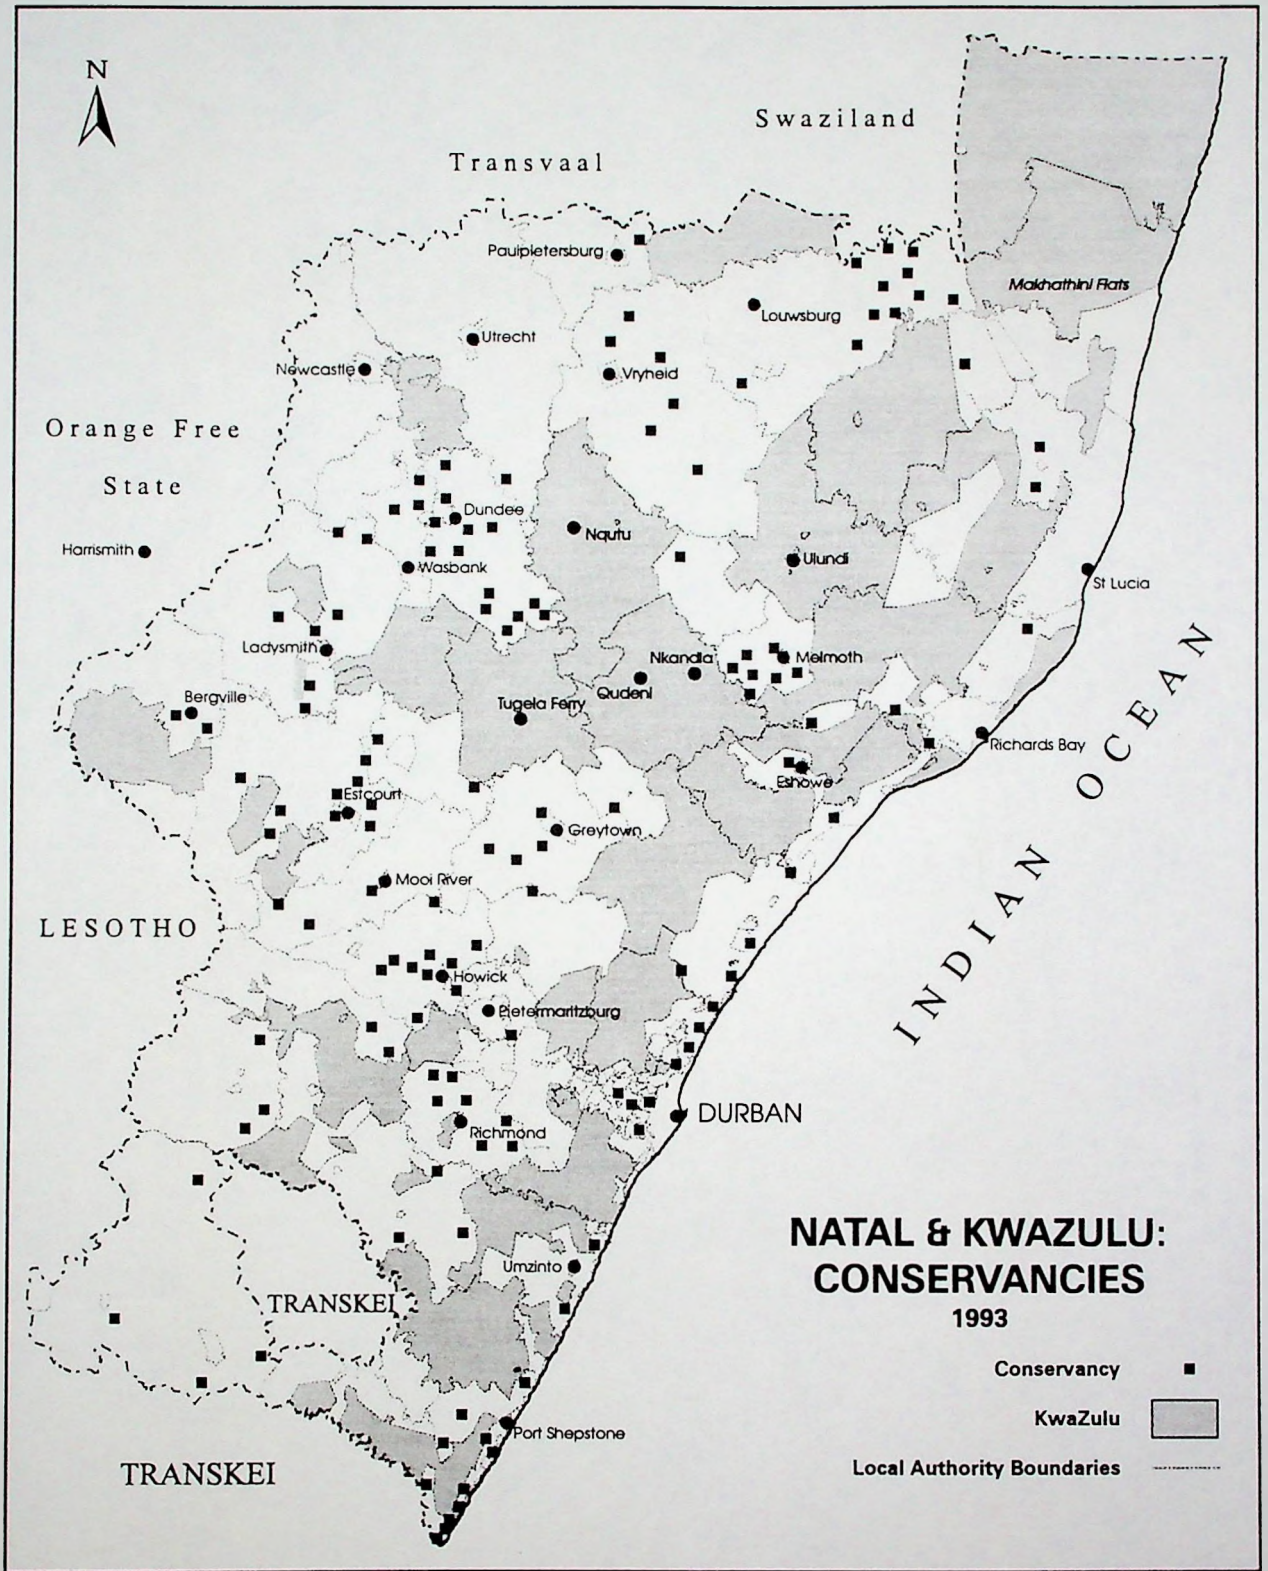 N
Swaziland
Transvaal
Paulpietersburg
Makhathini Flats
Louwsburg
Utrecht
Newcastle
Vryheid
Orange Free
State
Dundee
Nqutu
Harrismith
Wasbank
Ulundi
St Lucia
Ladysmith
Nkandla
Melmoth
Qudeni
Bergville
Tugela Ferry
Richards Bay
Eshowe
Estcourt
Greytown
Mooi River
LESOTHO
Howick
Pietermaritzburg
INDIAN OCEAN
DURBAN
Richmond
NATAL & KWAZULU:
CONSERVANCIES
1993
Umzinto
TRANSKEI
Conservancy
KwaZulu
Port Shepstone
Local Authority Boundaries
TRANSKEI